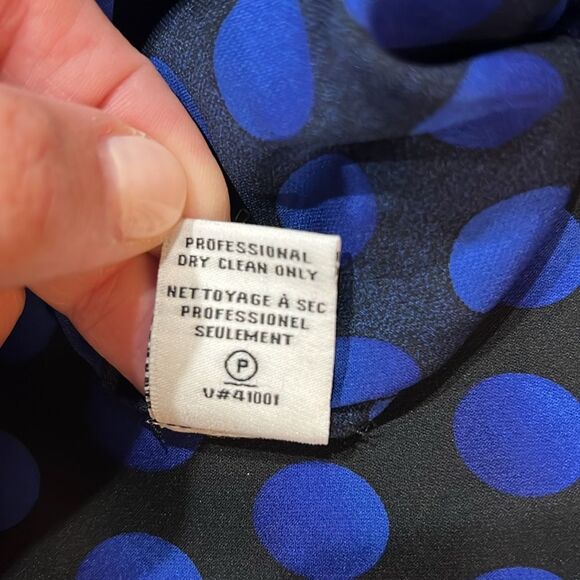 PROFESSIONAL
DRY CLEAN ONLY
NETTOYAGE À SEC
PROFESSIONEL
SEULEMENT
P
V#41001